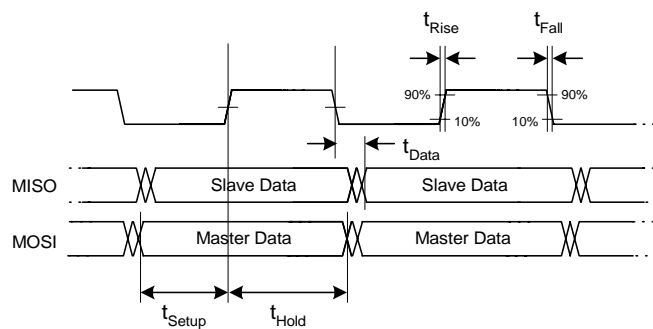 tRise
tFall
90%
10%
90%
10%
tData
MISO
Slave Data
Slave Data
MOSI
Master Data
Master Data
tSetup
tHold